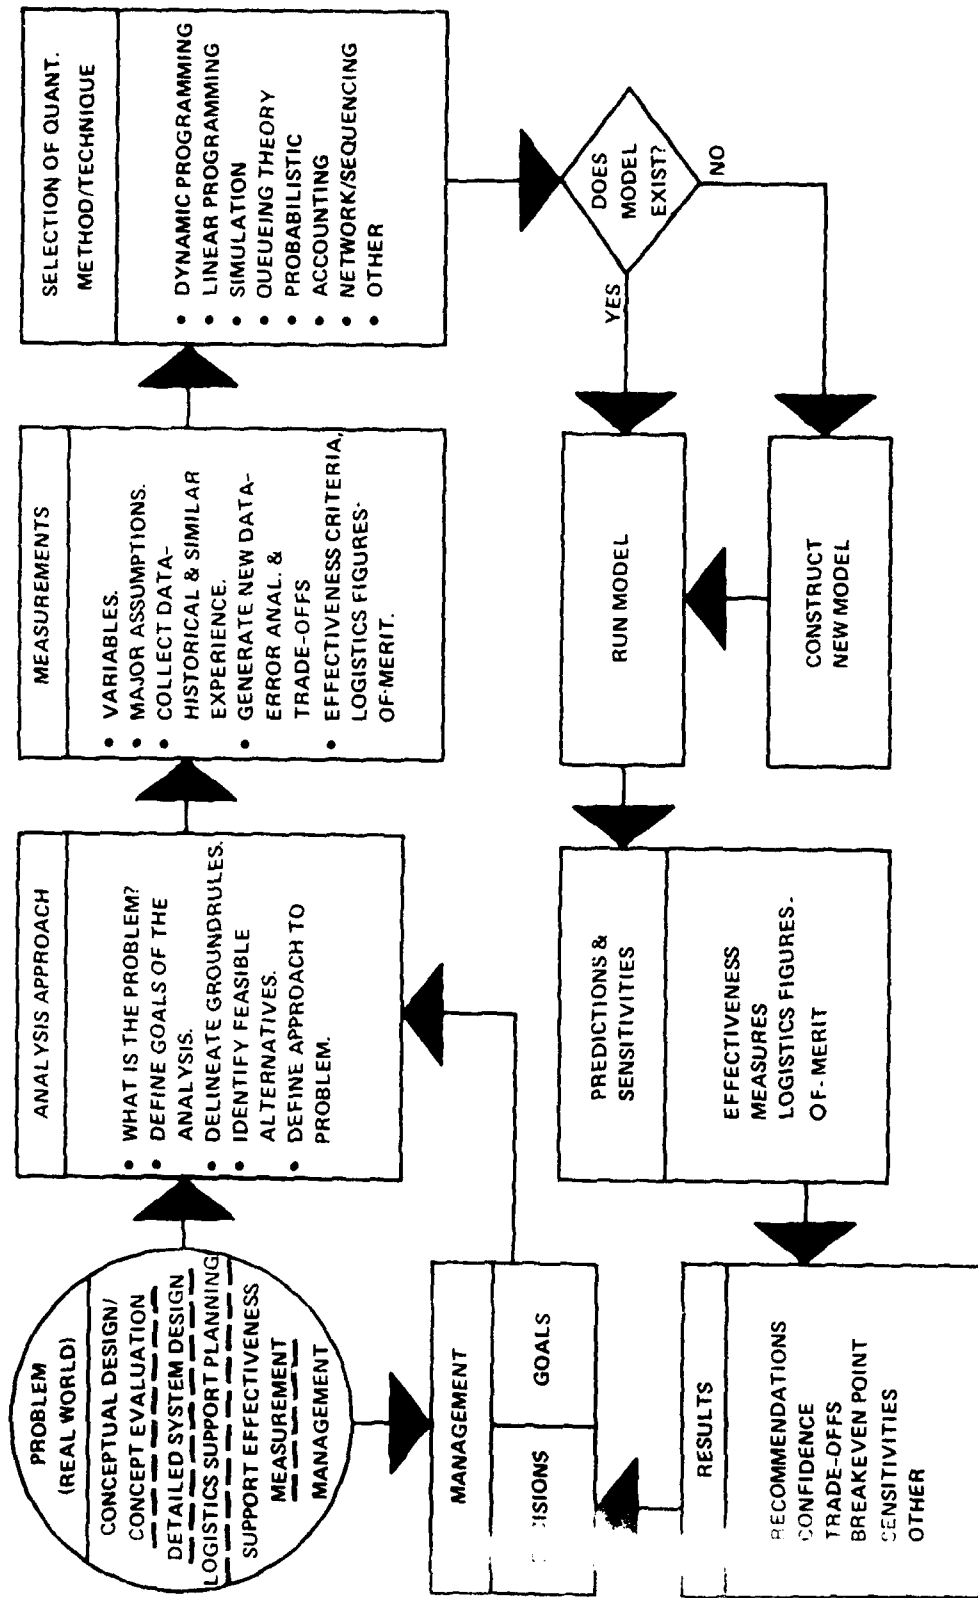 PROBLEM
(REAL WORLD)
CONCEPTUAL DESIGN/
CONCEPT EVALUATION
DETAILED SYSTEM DESIGN
LOGISTICS SUPPORT PLANNING
SUPPORT EFFECTIVENESS
MEASUREMENT
MANAGEMENT
ANALYSIS APPROACH
• WHAT IS THE PROBLEM?
• DEFINE GOALS OF THE
ANALYSIS.
• DELINEATE GROUNDRULES.
• IDENTIFY FEASIBLE
ALTERNATIVES.
• DEFINE APPROACH TO
PROBLEM.
MEASUREMENTS
• VARIABLES.
• MAJOR ASSUMPTIONS.
• COLLECT DATA-
HISTORICAL & SIMILAR
EXPERIENCE.
• GENERATE NEW DATA-
ERROR ANAL. &
TRADE-OFFS
• EFFECTIVENESS CRITERIA,
LOGISTICS FIGURES-
OF-MERIT.
SELECTION OF QUANT.
METHOD/TECHNIQUE
• DYNAMIC PROGRAMMING
• LINEAR PROGRAMMING
• SIMULATION
• QUEUEING THEORY
• PROBABILISTIC
• ACCOUNTING
• NETWORK/SEQUENCING
• OTHER
DOES
MODEL
EXIST?
YES
NO
RUN MODEL
CONSTRUCT
NEW MODEL
PREDICTIONS &
SENSITIVITIES
EFFECTIVENESS
MEASURES
LOGISTICS FIGURES-
OF-MERIT
RESULTS
RECOMMENDATIONS
CONFIDENCE
TRADE-OFFS
BREAKEVEN POINT
SENSITIVITIES
OTHER
MANAGEMENT
GOALS